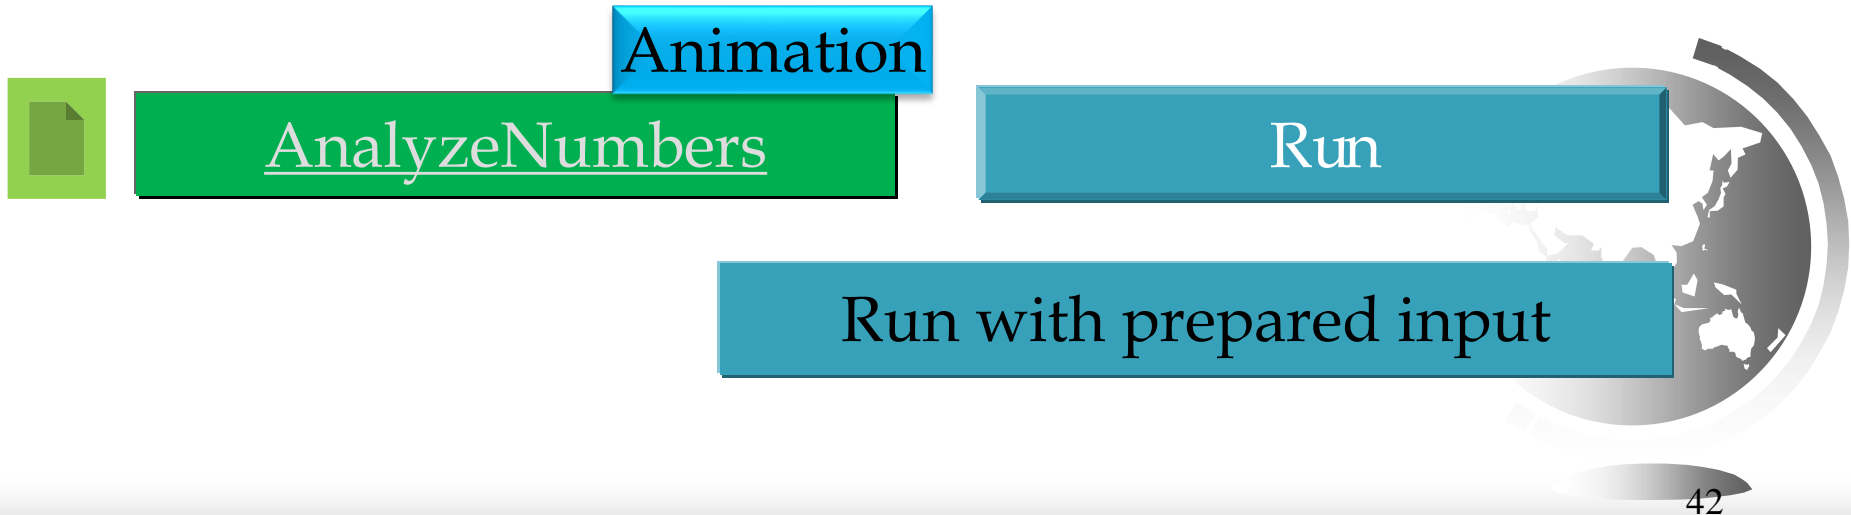 Animation
AnalyzeNumbers
Run
Run with prepared input
42